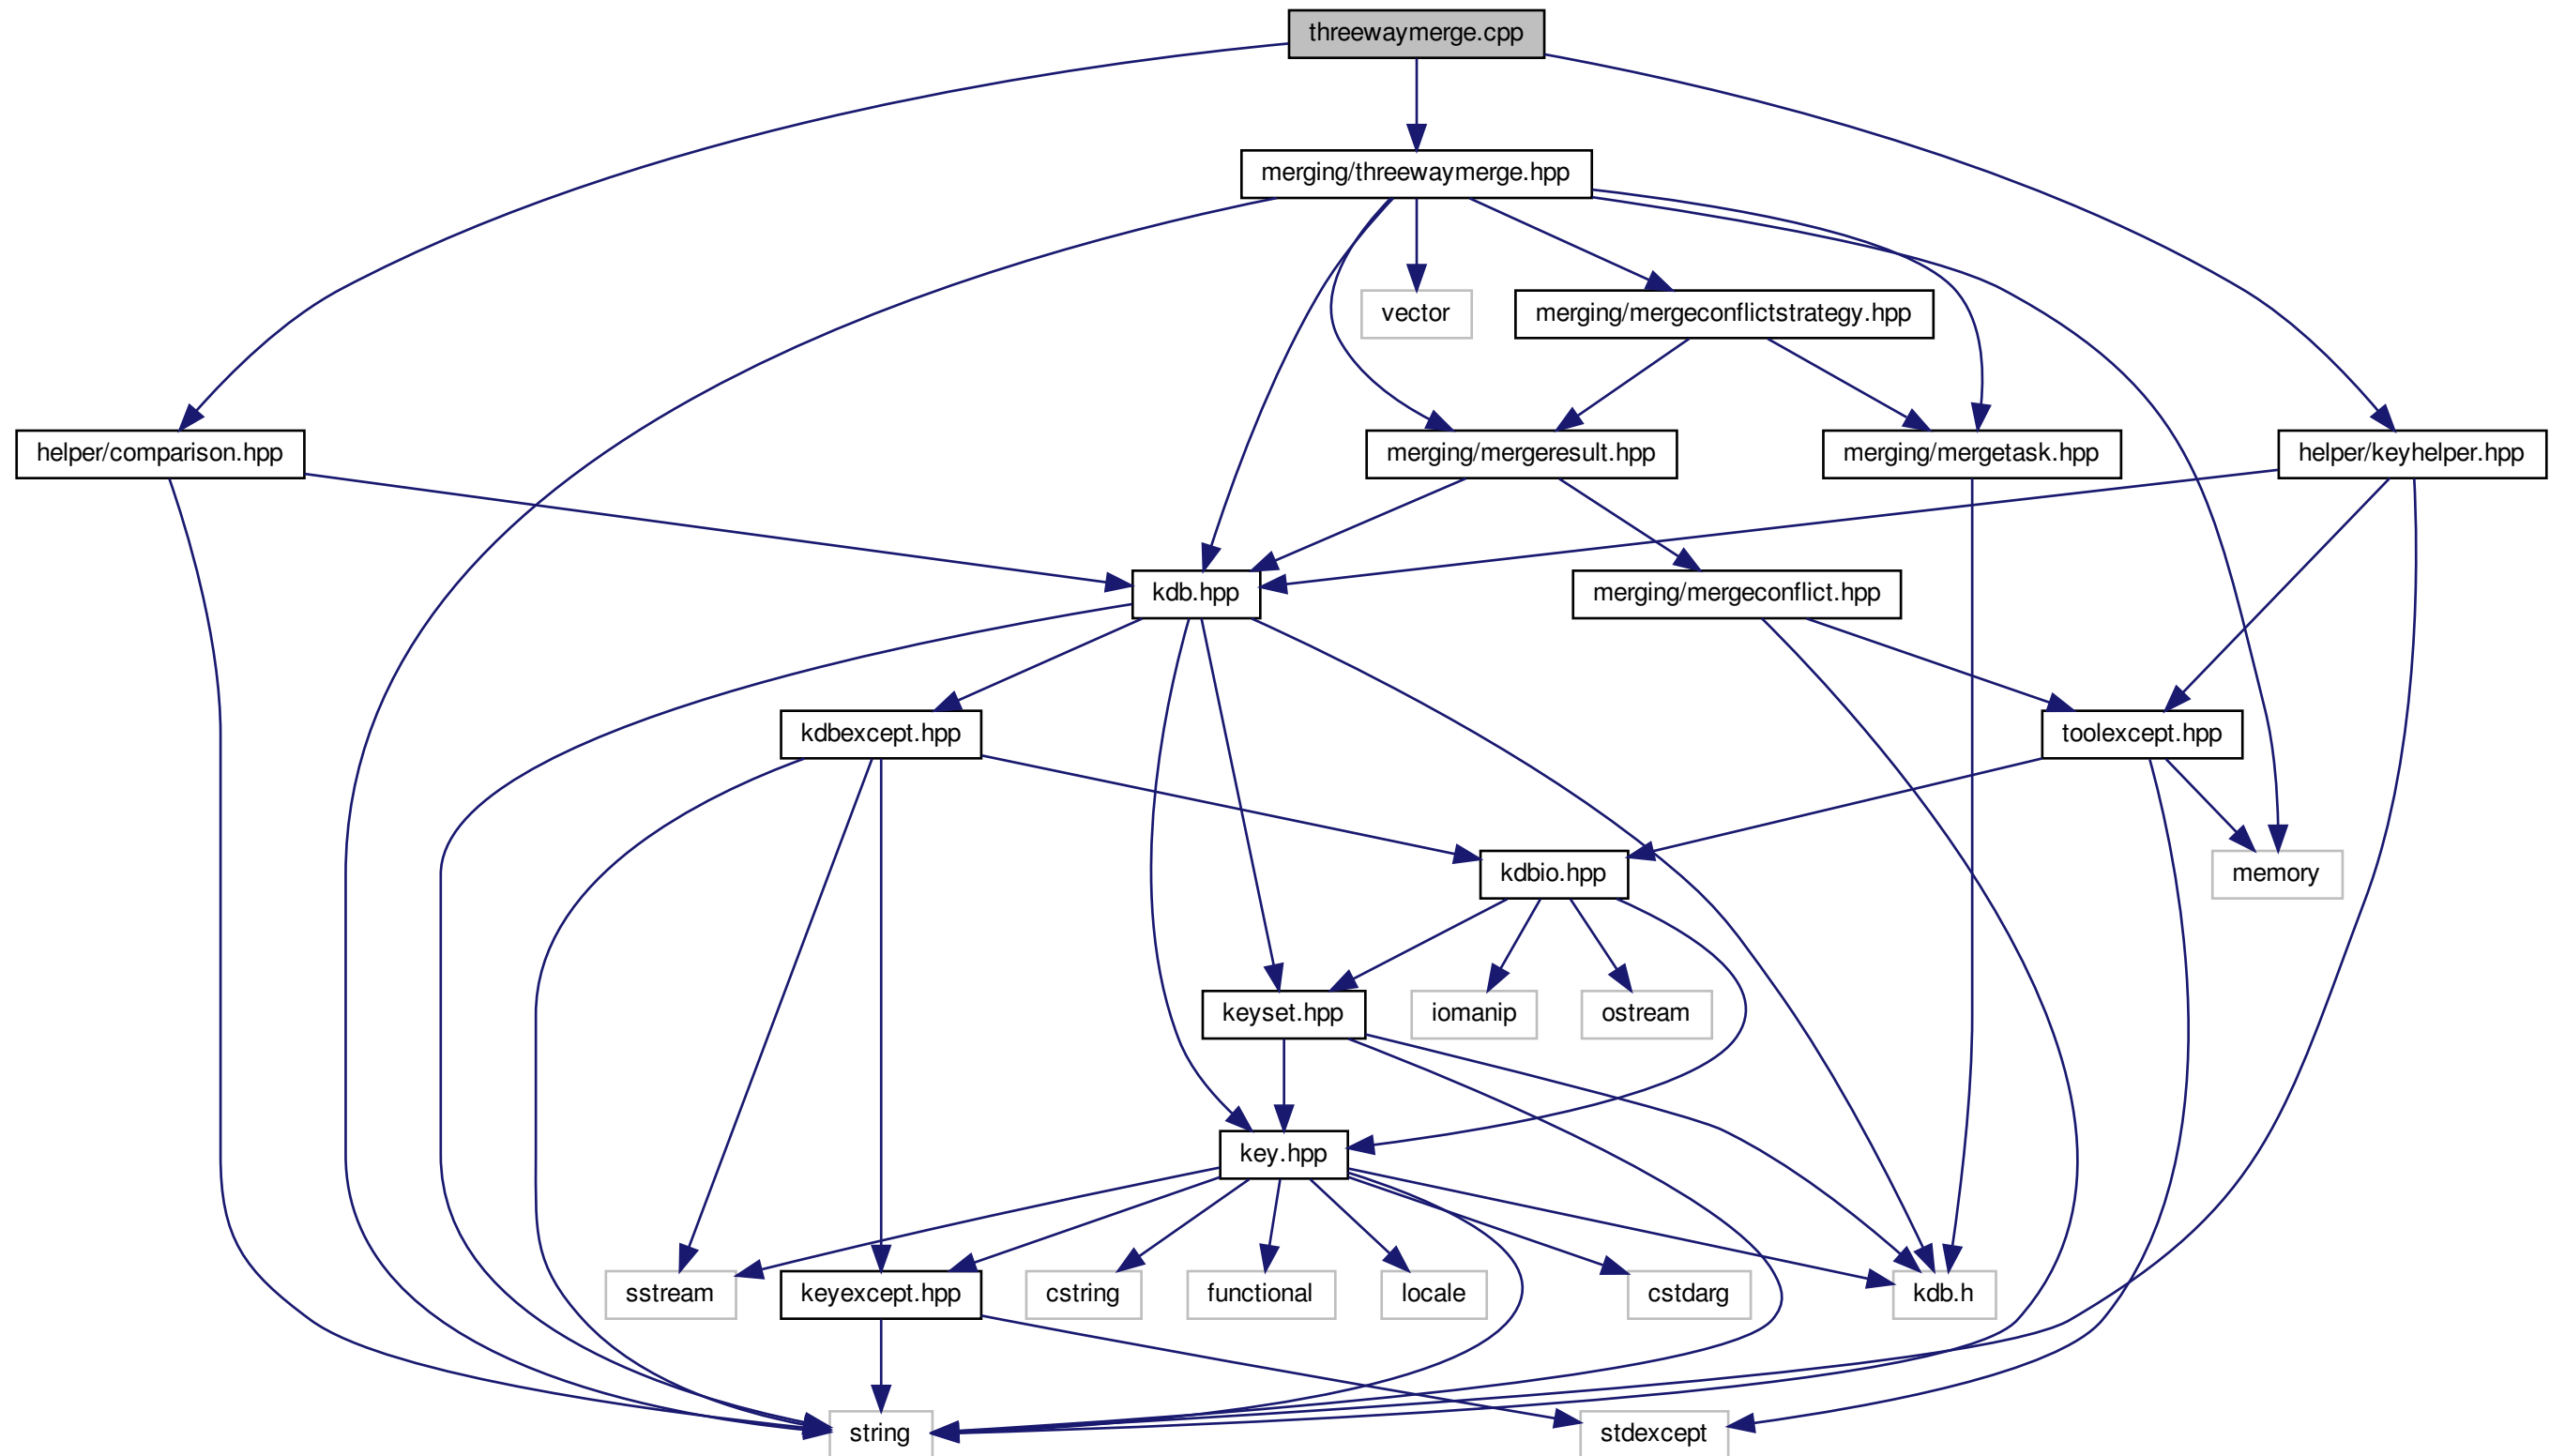 threewaymerge.cpp
merging/threewaymerge.hpp
vector
merging/mergeconflictstrategy.hpp
helper/comparison.hpp
merging/mergeresult.hpp
merging/mergetask.hpp
helper/keyhelper.hpp
kdb.hpp
merging/mergeconflict.hpp
kdbexcept.hpp
toolexcept.hpp
kdbio.hpp
memory
keyset.hpp
iomanip
ostream
key.hpp
sstream
keyexcept.hpp
cstring
functional
locale
cstdarg
kdb.h
string
stdexcept